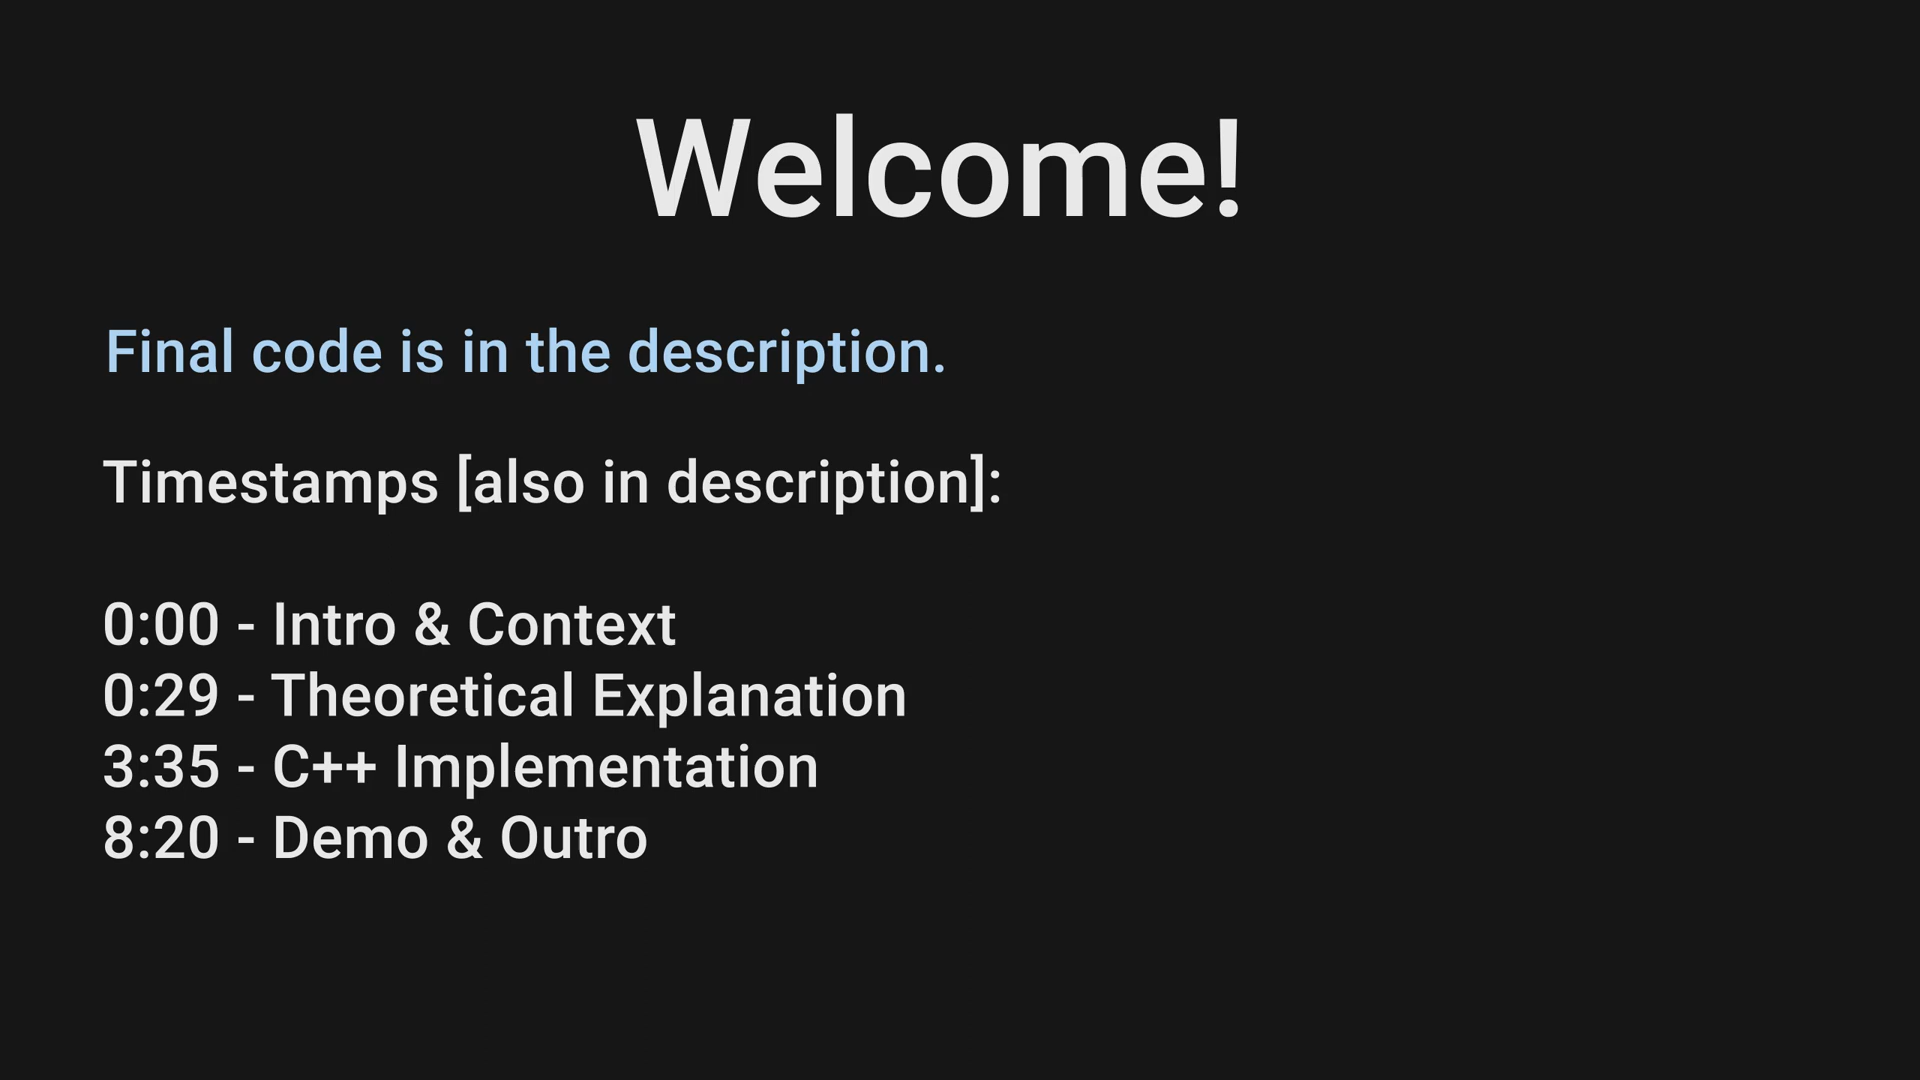 Welcome!
Final code is in the description.
Timestamps [also in description]:
0:00 - Intro & Context
0:29 - Theoretical Explanation
3:35 - C++ Implementation
8:20 - Demo & Outro